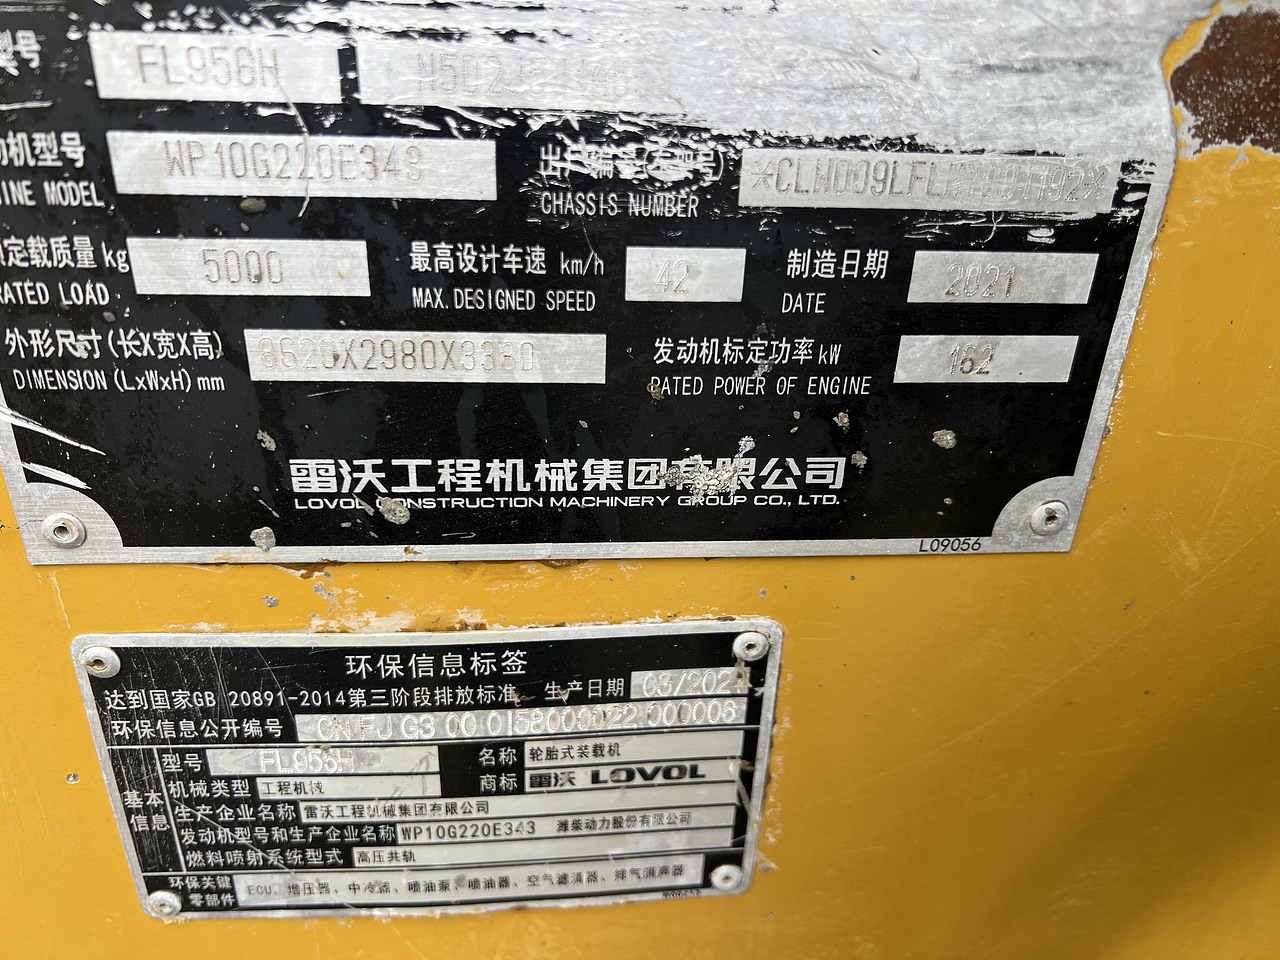 型号 FL956H
机型号 WP10G220E343
INE MODEL CHASSIS NUMBER
定载质量 kg 5000 最高设计车速 km/h 42 制造日期 2021
RATED LOAD MAX. DESIGNED SPEED DATE
外形尺寸(长X宽X高) 8620X2980X3380 发动机标定功率 kW 162
DIMENSION (LxWxH) mm RATED POWER OF ENGINE
雷沃工程机械集团有限公司
LOVOL CONSTRUCTION MACHINERY GROUP CO., LTD.
L09056
环保信息标签
达到国家GB 20891-2014第三阶段排放标准 生产日期 03/2021
环保信息公开编号 CN FJ G3 00 0158000022 000006
基本信息
型号 FL956H 名称 轮胎式装载机
机械类型 工程机械 商标 雷沃 LOVOL
生产企业名称 雷沃工程机械集团有限公司
发动机型号和生产企业名称 WP10G220E343 潍柴动力股份有限公司
燃料喷射系统型式 高压共轨
环保关键零部件 ECU、增压器、中冷器、喷油泵、喷油器、空气滤清器、排气消声器